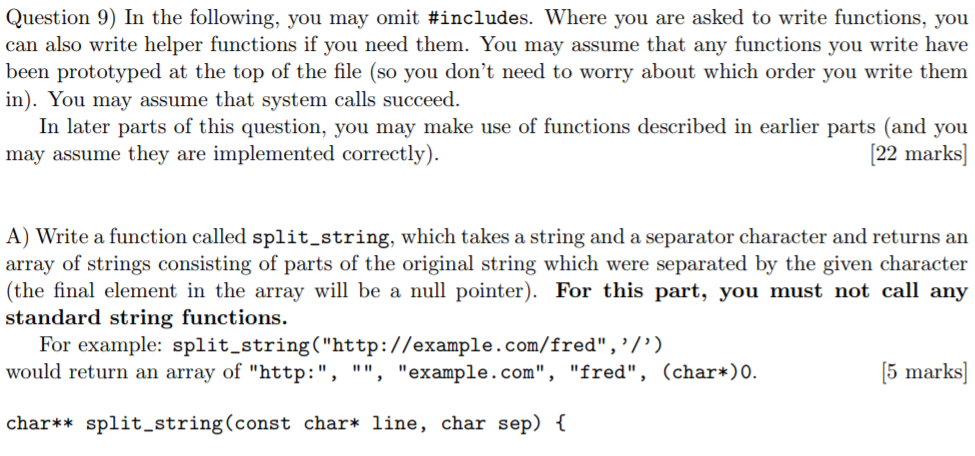 Question 9) In the following, you may omit #includes. Where you are asked to write functions, you
can also write helper functions if you need them. You may assume that any functions you write have
been prototyped at the top of the file (so you don’t need to worry about which order you write them
in). You may assume that system calls succeed.
In later parts of this question, you may make use of functions described in earlier parts (and you
may assume they are implemented correctly). [22 marks]
A) Write a function called split_string, which takes a string and a separator character and returns an
array of strings consisting of parts of the original string which were separated by the given character
(the final element in the array will be a null pointer). For this part, you must not call any
standard string functions.
For example: split_string("http://example.com/fred",’/’)
would return an array of "http:", "", "example.com", "fred", (char*)0. [5 marks]
char** split_string(const char* line, char sep) {